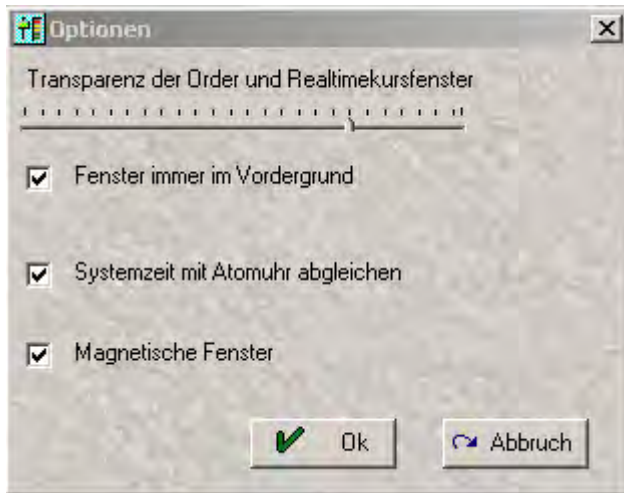 Optionen
Transparenz der Order und Realtimekursfenster
Fenster immer im Vordergrund
Systemzeit mit Atomuhr abgleichen
Magnetische Fenster
Ok
Abbruch